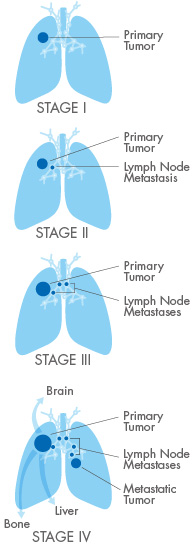 Primary
Tumor
STAGE I
Primary
Tumor
Lymph Node
Metastasis
STAGE II
Primary
Tumor
Lymph Node
Metastases
STAGE III
Brain
Primary
Tumor
Lymph Node
Metastases
Metastatic
Tumor
Liver
Bone
STAGE IV